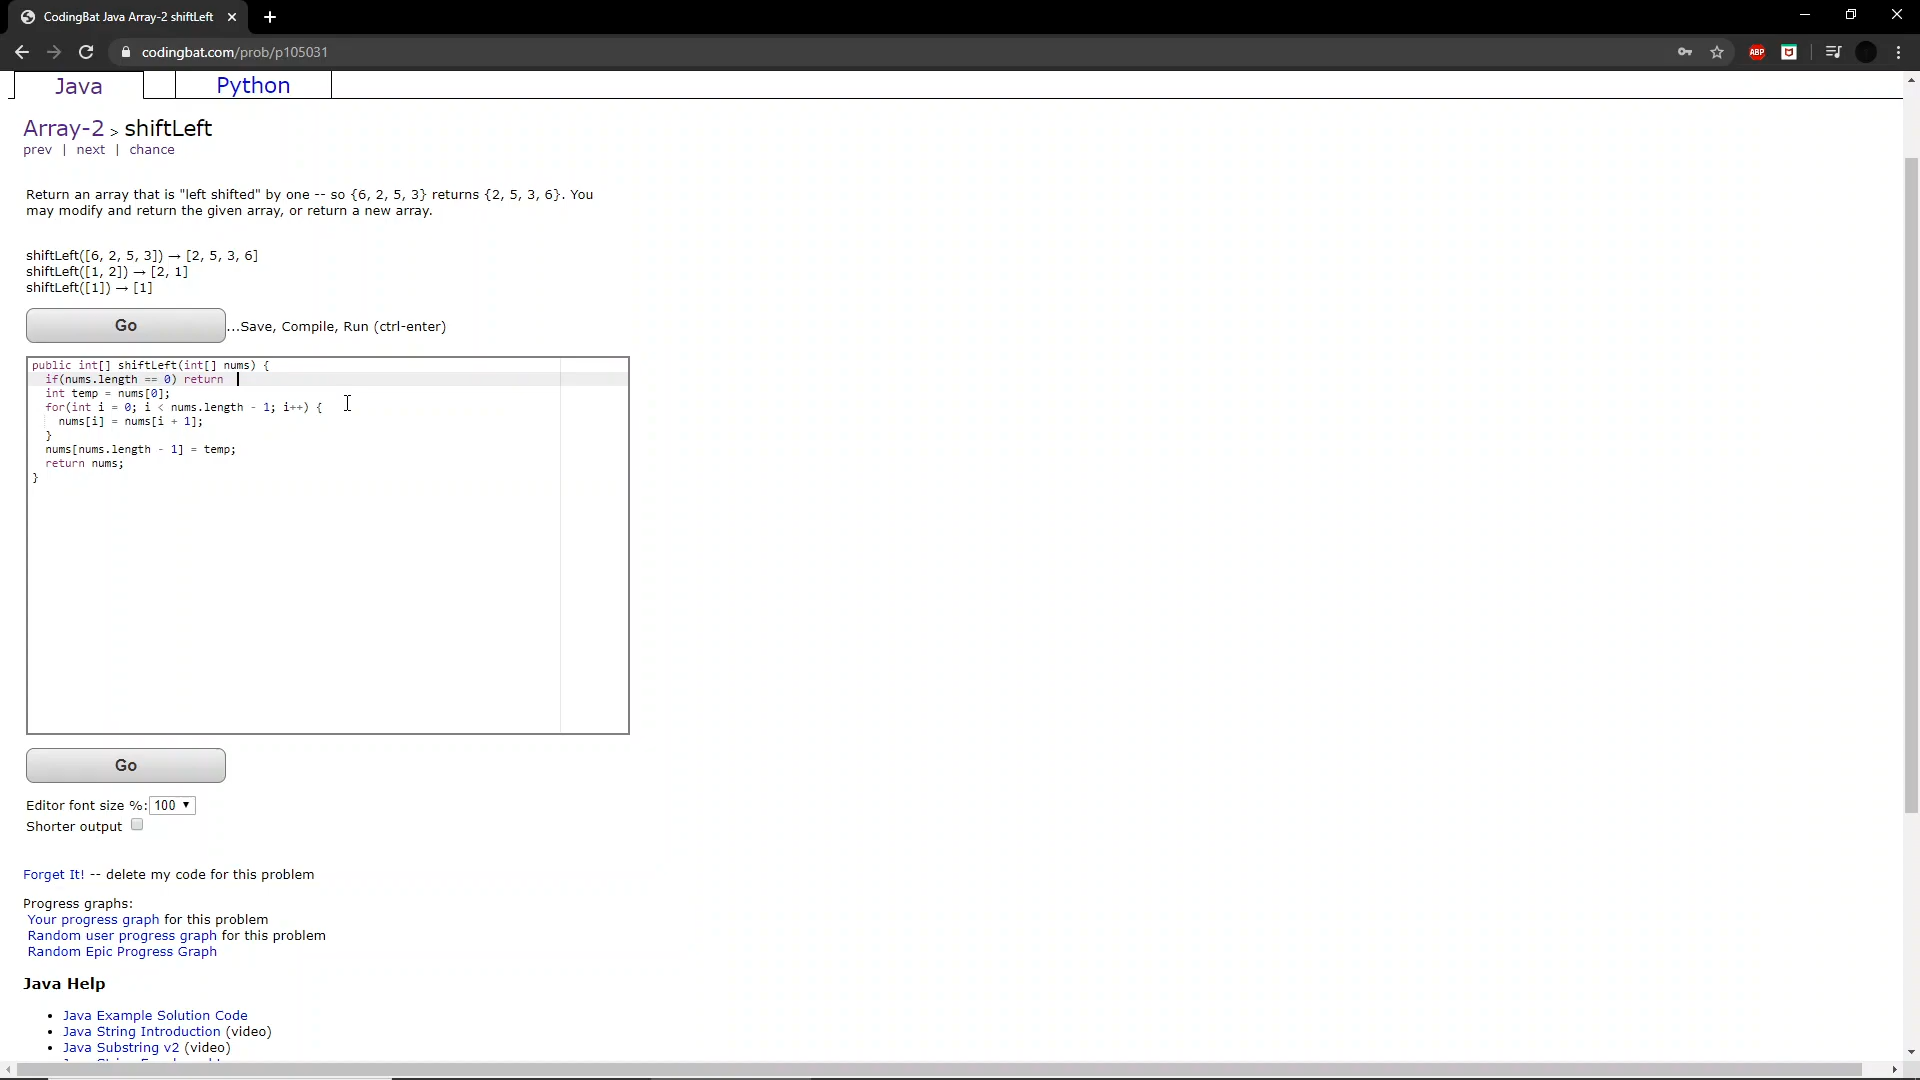 CodingBat Java Array-2 shiftLeft
codingbat.com/prob/p105031
ABP
Java
Python
Array-2 > shiftLeft
prev | next | chance
Return an array that is "left shifted" by one -- so {6, 2, 5, 3} returns {2, 5, 3, 6}. You
may modify and return the given array, or return a new array.
shiftLeft([6, 2, 5, 3]) → [2, 5, 3, 6]
shiftLeft([1, 2]) → [2, 1]
shiftLeft([1]) → [1]
Go ...Save, Compile, Run (ctrl-enter)
public int[] shiftLeft(int[] nums) {
if(nums.length == 0) return
int temp = nums[0];
for(int i = 0; i < nums.length - 1; i++) {
nums[i] = nums[i + 1];
}
nums[nums.length - 1] = temp;
return nums;
}
Go
Editor font size %: 100
Shorter output
Forget It! -- delete my code for this problem
Progress graphs:
Your progress graph for this problem
Random user progress graph for this problem
Random Epic Progress Graph
Java Help
• Java Example Solution Code
• Java String Introduction (video)
• Java Substring v2 (video)